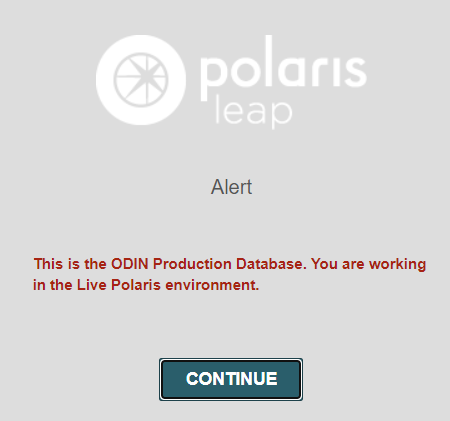 polaris
leap
Alert
This is the ODIN Production Database. You are working
in the Live Polaris environment.
CONTINUE